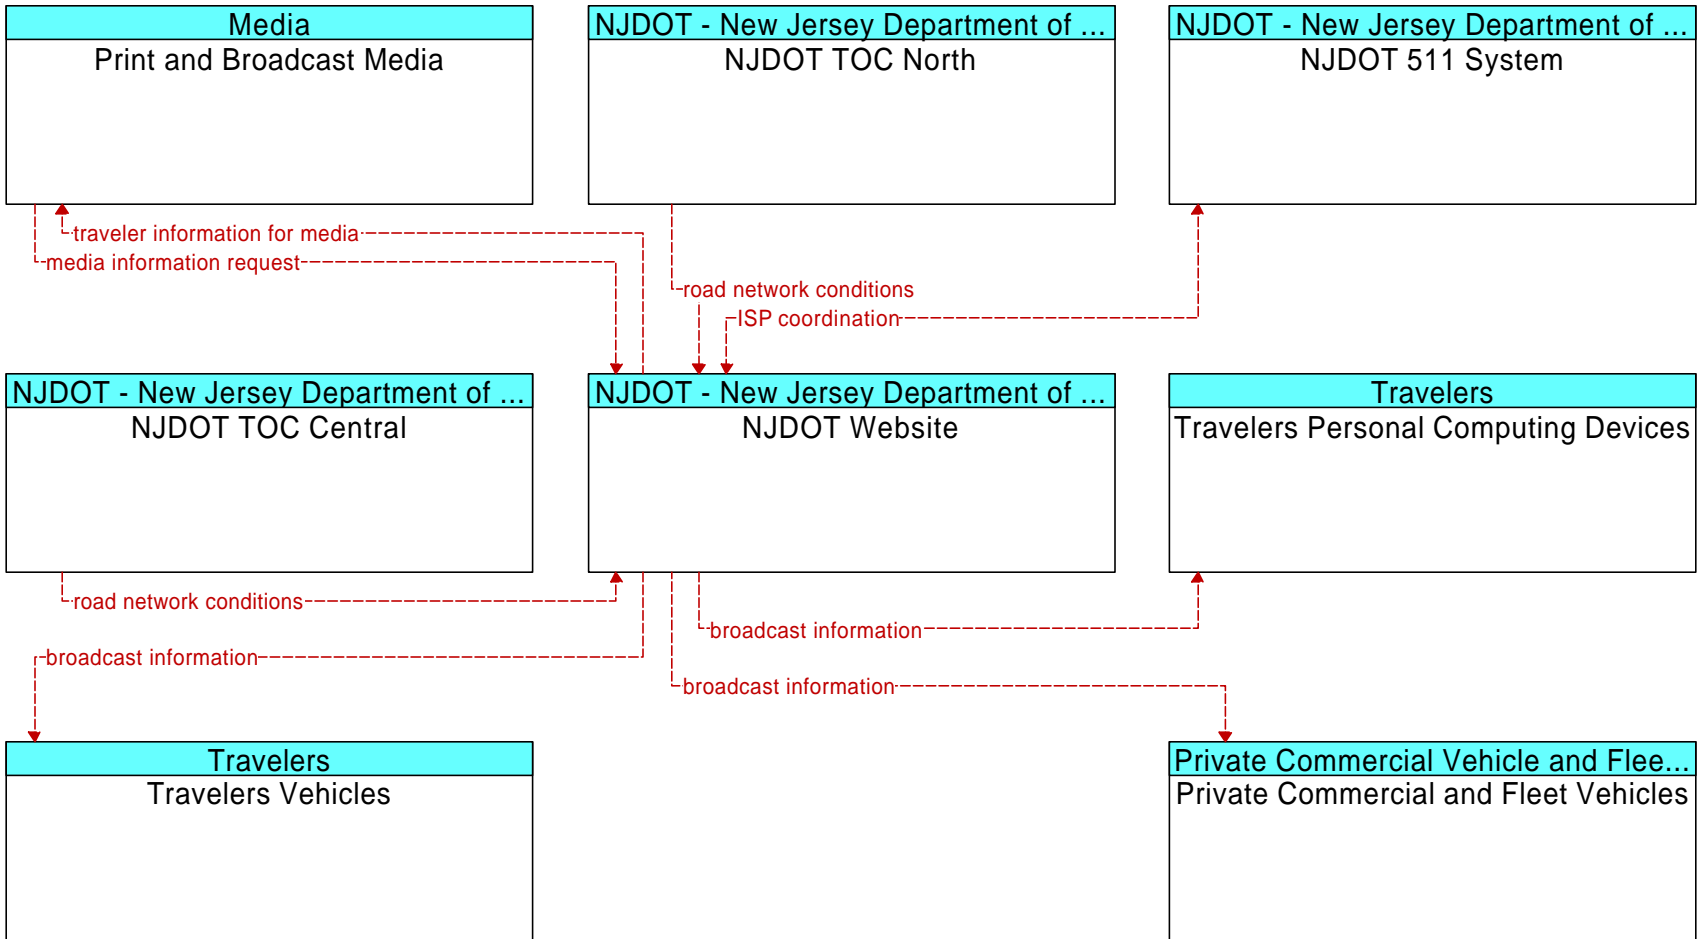 Media
Print and Broadcast Media
NJDOT - New Jersey Department of ...
NJDOT TOC North
NJDOT - New Jersey Department of ...
NJDOT 511 System
traveler information for media
media information request
road network conditions
ISP coordination
NJDOT - New Jersey Department of ...
NJDOT TOC Central
NJDOT - New Jersey Department of ...
NJDOT Website
Travelers
Travelers Personal Computing Devices
road network conditions
broadcast information
broadcast information
broadcast information
Travelers
Travelers Vehicles
Private Commercial Vehicle and Flee...
Private Commercial and Fleet Vehicles